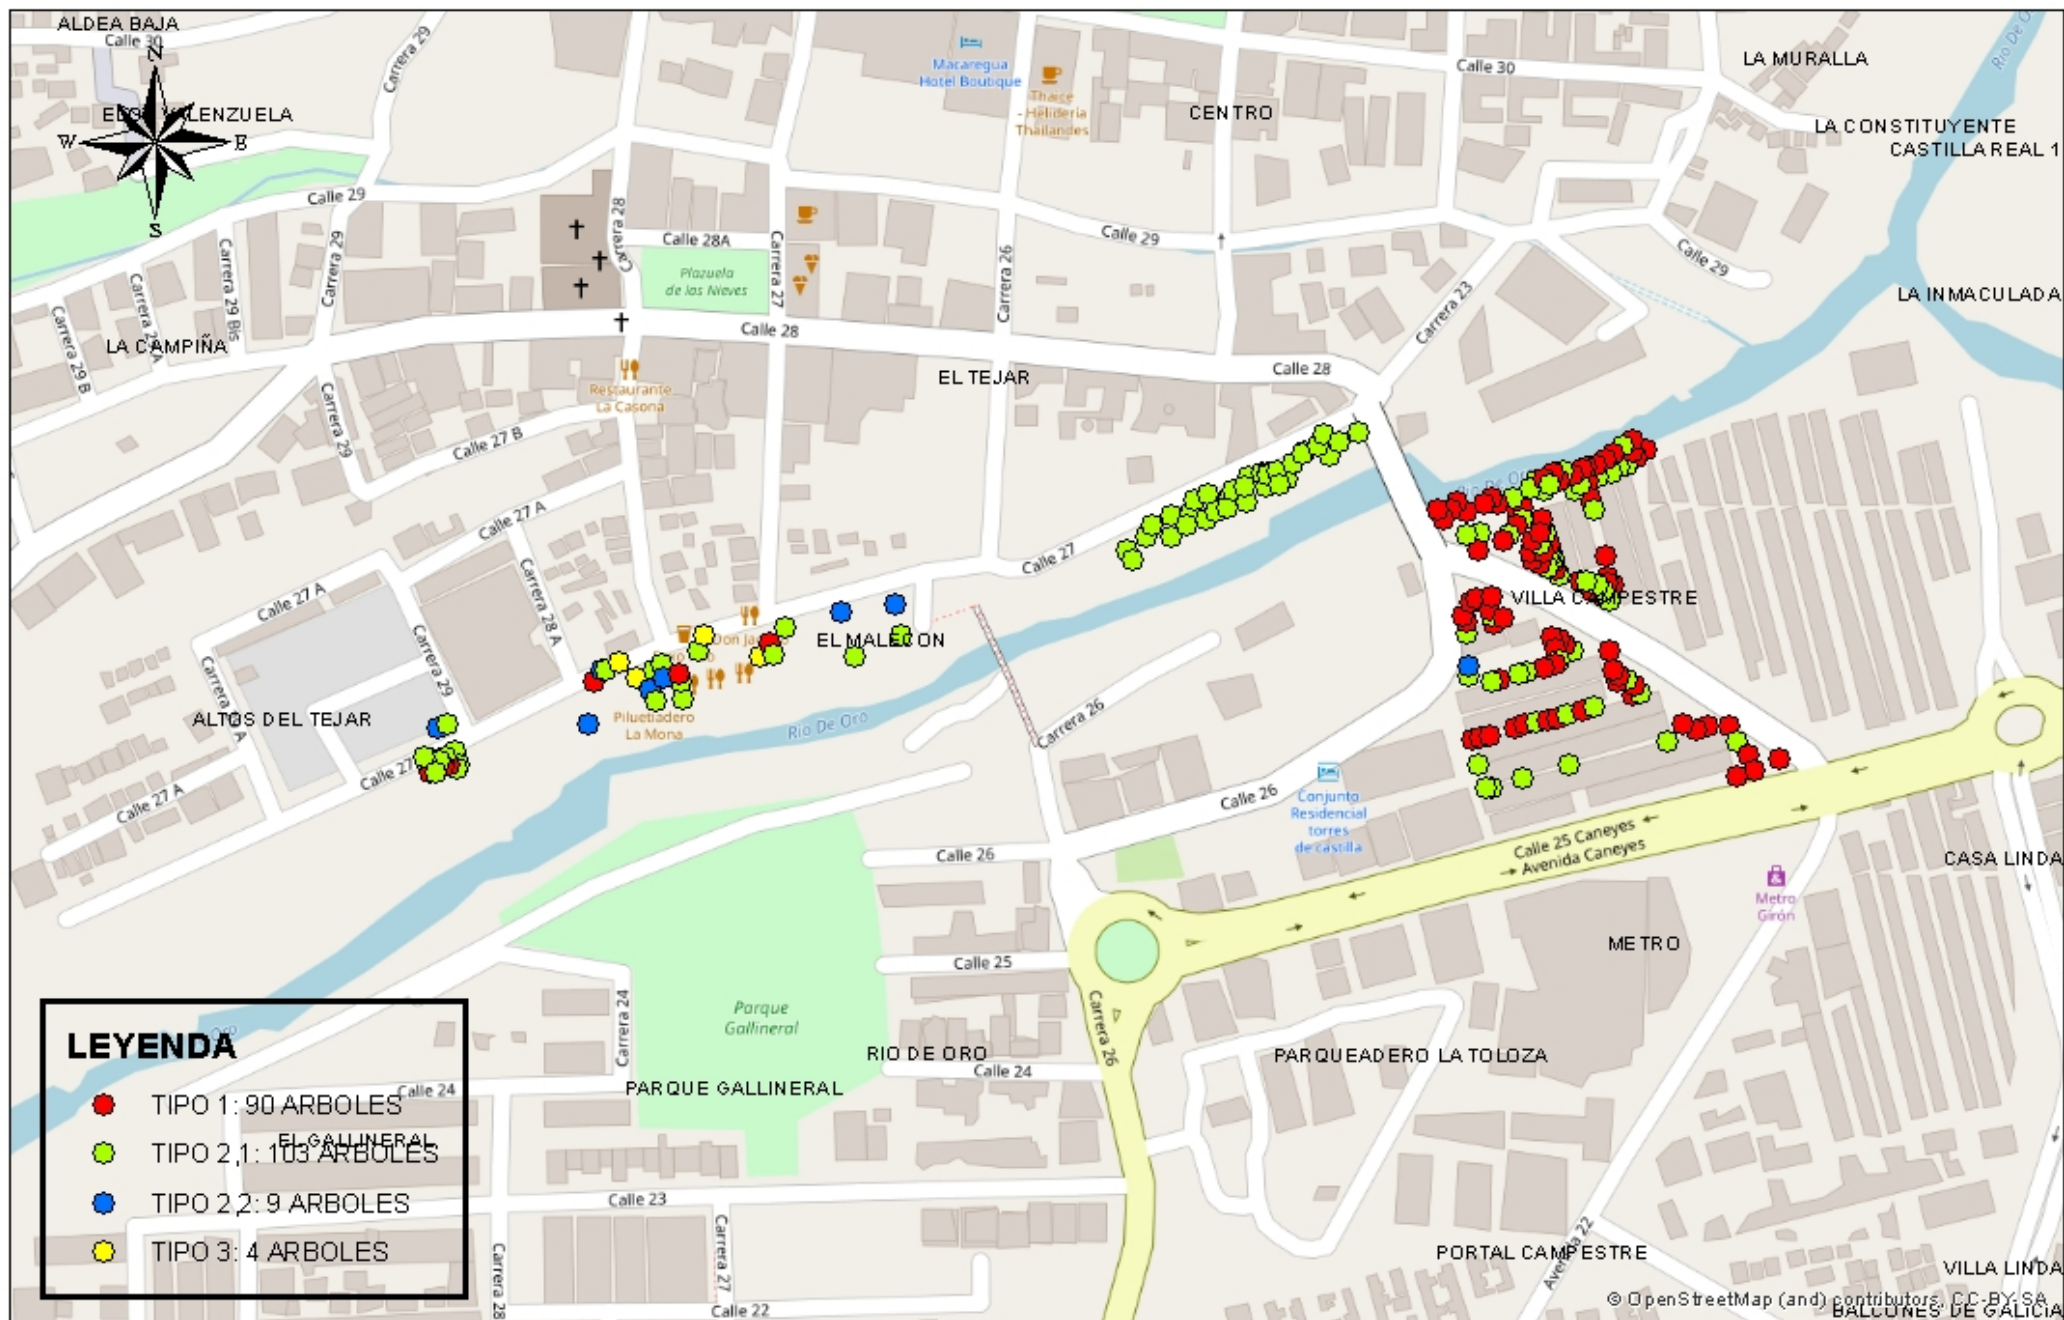 ALDEA BAJA
Calle 30
Carrera 29
N
W
E
S
Macaregua
Hotel Boutique
Thaice
- Helideria
Thailandes
CENTRO
Calle 30
LA MURALLA
Rio De O
LA CONSTITUYENTE
CASTILLA REAL 1
VALENZUELA
Calle 29
Carrera 28
Calle 28A
Plazuela
de las Nieves
Carrera 27
Carrera 26
Calle 29
Calle 29
Carrera 23
LA INMACULADA
Carrera 29 Bis
Carrera 29
Carrera 29 B
LA CAMPIÑA
Calle 28
Calle 28
EL TEJAR
Restaurante
La Casona
Carrera 29
Calle 27 B
Calle 27 A
Calle 27
Rio De Oro
Carrera 28 A
Calle 27 A
Carrera 29
VILLA CAMPESTRE
EL MALECON
ALTOS DEL TEJAR
Piluetiadero
La Mona
Rio De Oro
Carrera 26
Calle 27
Calle 27 A
Calle 26
Conjunto
Residencial
torres
de castilla
Calle 26
Calle 25 Caneyes
Avenida Caneyes
CASA LINDA
Metro
Girón
METRO
Calle 25
Parque
Gallineral
Carrera 24
Carrera 26
RIO DE ORO
Calle 24
PARQUEADERO LA TOLOZA
PARQUE GALLINERAL
Calle 24
LEYENDA
TIPO 1: 90 ARBOLES
EL GALLINERAL
TIPO 2,1: 103 ARBOLES
TIPO 2,2: 9 ARBOLES
TIPO 3: 4 ARBOLES
Calle 23
Carrera 28
Carrera 27
Calle 22
PORTAL CAMPESTRE
Avenida 22
VILLA LINDA
© OpenStreetMap (and) contributors, CC-BY-SA
BALCONES DE GALICIA